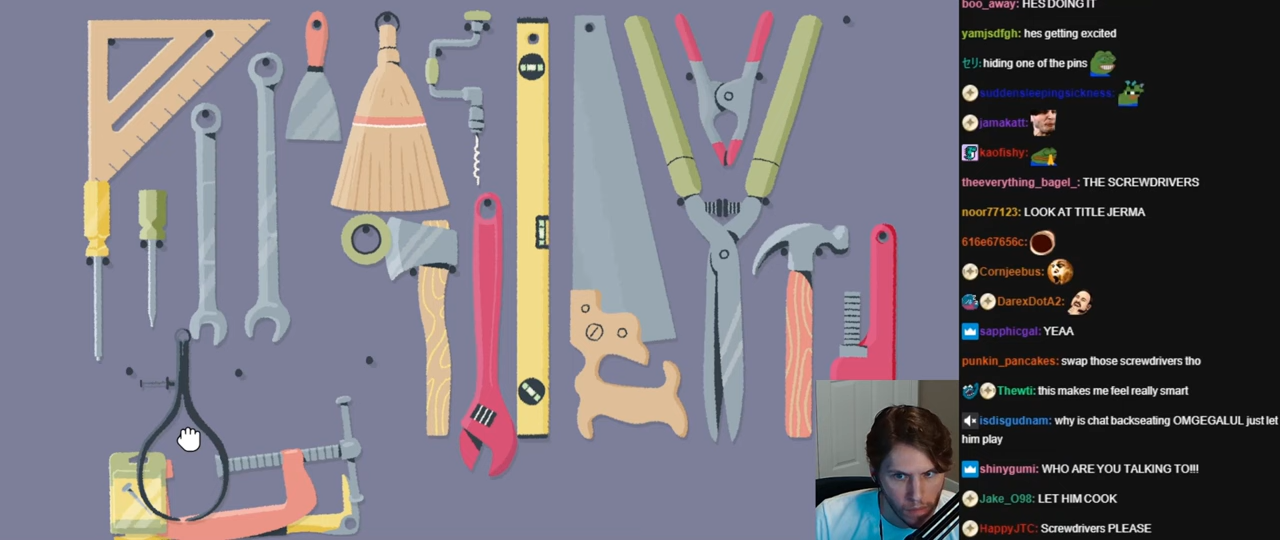 boo_away: HES DOING IT
yamjsdfgh: hes getting excited
セリ: hiding one of the pins
suddensleepingsickness:
jamakatt:
kaofishy:
theeverything_bagel_: THE SCREWDRIVERS
noor77123: LOOK AT TITLE JERMA
616e67656c:
Cornjeebus:
DarexDotA2:
sapphicgal: YEAA
punkin_pancakes: swap those screwdrivers tho
Thewti: this makes me feel really smart
isdisgudnam: why is chat backseating OMGEGALUL just let
him play
shinygumi: WHO ARE YOU TALKING TO!!!
Jake_O98: LET HIM COOK
HappyJTC: Screwdrivers PLEASE